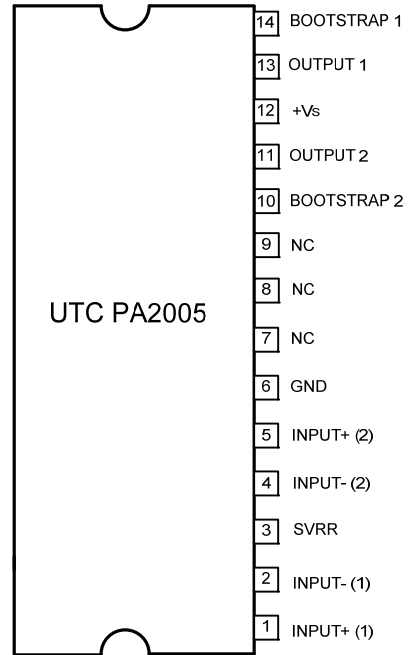 14 BOOTSTRAP 1
13 OUTPUT 1
12 +Vs
11 OUTPUT 2
10 BOOTSTRAP 2
9 NC
8 NC
UTC PA2005
7 NC
6 GND
5 INPUT+ (2)
4 INPUT- (2)
3 SVRR
2 INPUT- (1)
1 INPUT+ (1)